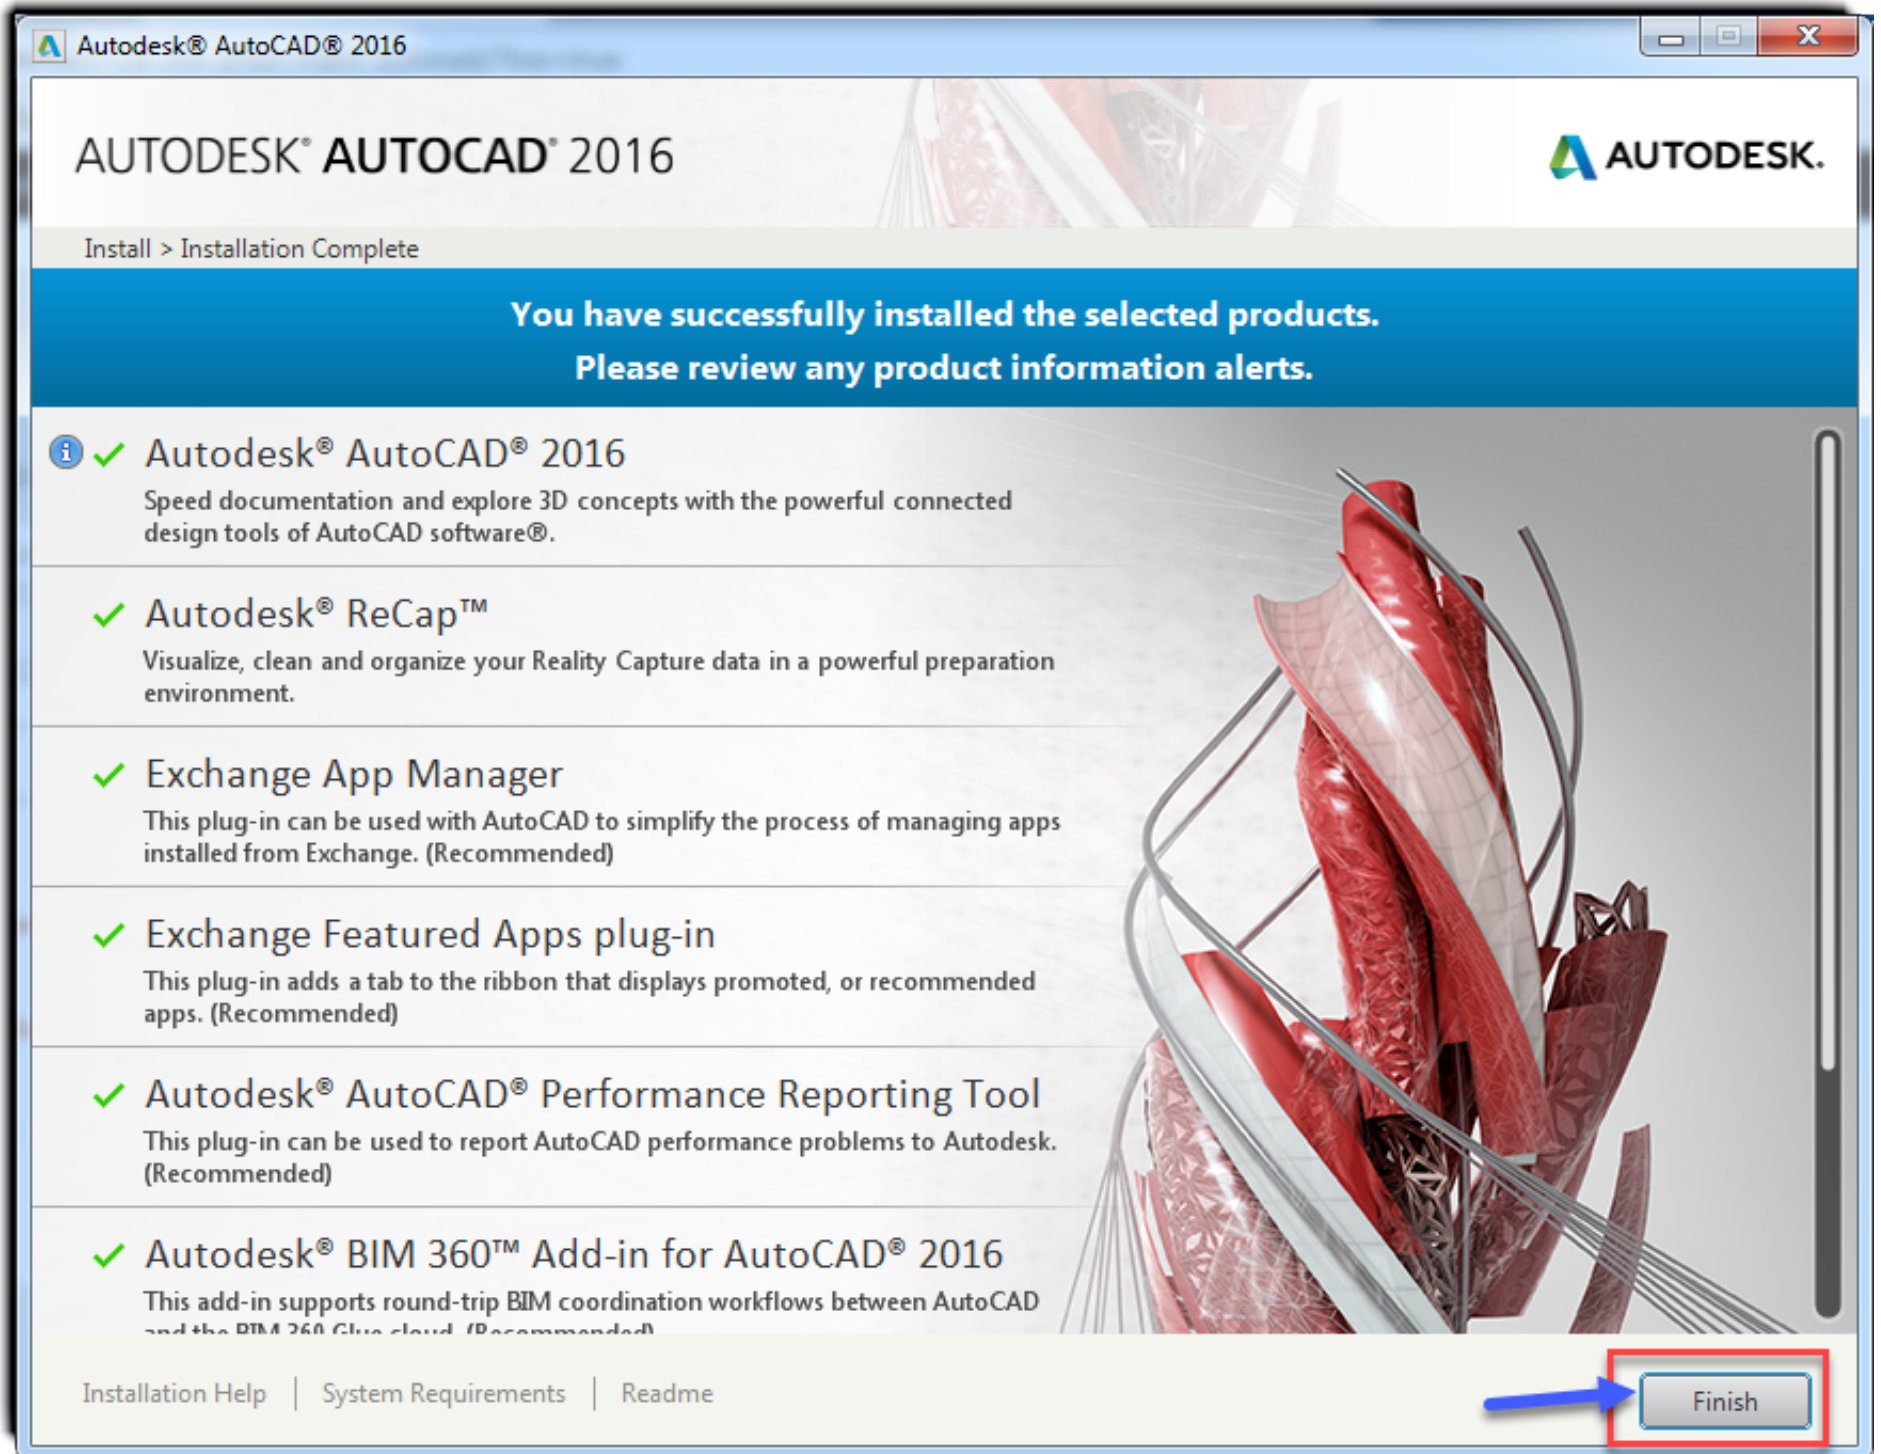 Autodesk® AutoCAD® 2016
AUTODESK® AUTOCAD® 2016
AUTODESK.
Install > Installation Complete
You have successfully installed the selected products.
Please review any product information alerts.
Autodesk® AutoCAD® 2016
Speed documentation and explore 3D concepts with the powerful connected
design tools of AutoCAD software®.
Autodesk® ReCap™
Visualize, clean and organize your Reality Capture data in a powerful preparation
environment.
Exchange App Manager
This plug-in can be used with AutoCAD to simplify the process of managing apps
installed from Exchange. (Recommended)
Exchange Featured Apps plug-in
This plug-in adds a tab to the ribbon that displays promoted, or recommended
apps. (Recommended)
Autodesk® AutoCAD® Performance Reporting Tool
This plug-in can be used to report AutoCAD performance problems to Autodesk.
(Recommended)
Autodesk® BIM 360™ Add-in for AutoCAD® 2016
This add-in supports round-trip BIM coordination workflows between AutoCAD
and the BIM 360 Glue cloud. (Recommended)
Installation Help | System Requirements | Readme
Finish